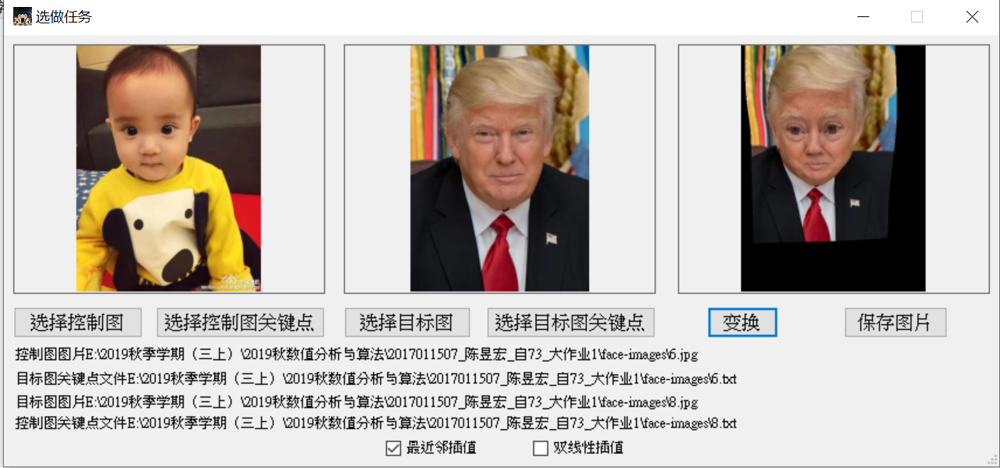 选做任务
选择控制图 选择控制图关键点 选择目标图 选择目标图关键点 变换 保存图片
控制图图片E:\2019秋季学期（三上）\2019秋数值分析与算法\2017011507_陈昱宏_自73_大作业1\face-images\6.jpg
目标图关键点文件E:\2019秋季学期（三上）\2019秋数值分析与算法\2017011507_陈昱宏_自73_大作业1\face-images\6.txt
目标图图片E:\2019秋季学期（三上）\2019秋数值分析与算法\2017011507_陈昱宏_自73_大作业1\face-images\8.jpg
控制图关键点文件E:\2019秋季学期（三上）\2019秋数值分析与算法\2017011507_陈昱宏_自73_大作业1\face-images\8.txt
最近邻插值 双线性插值